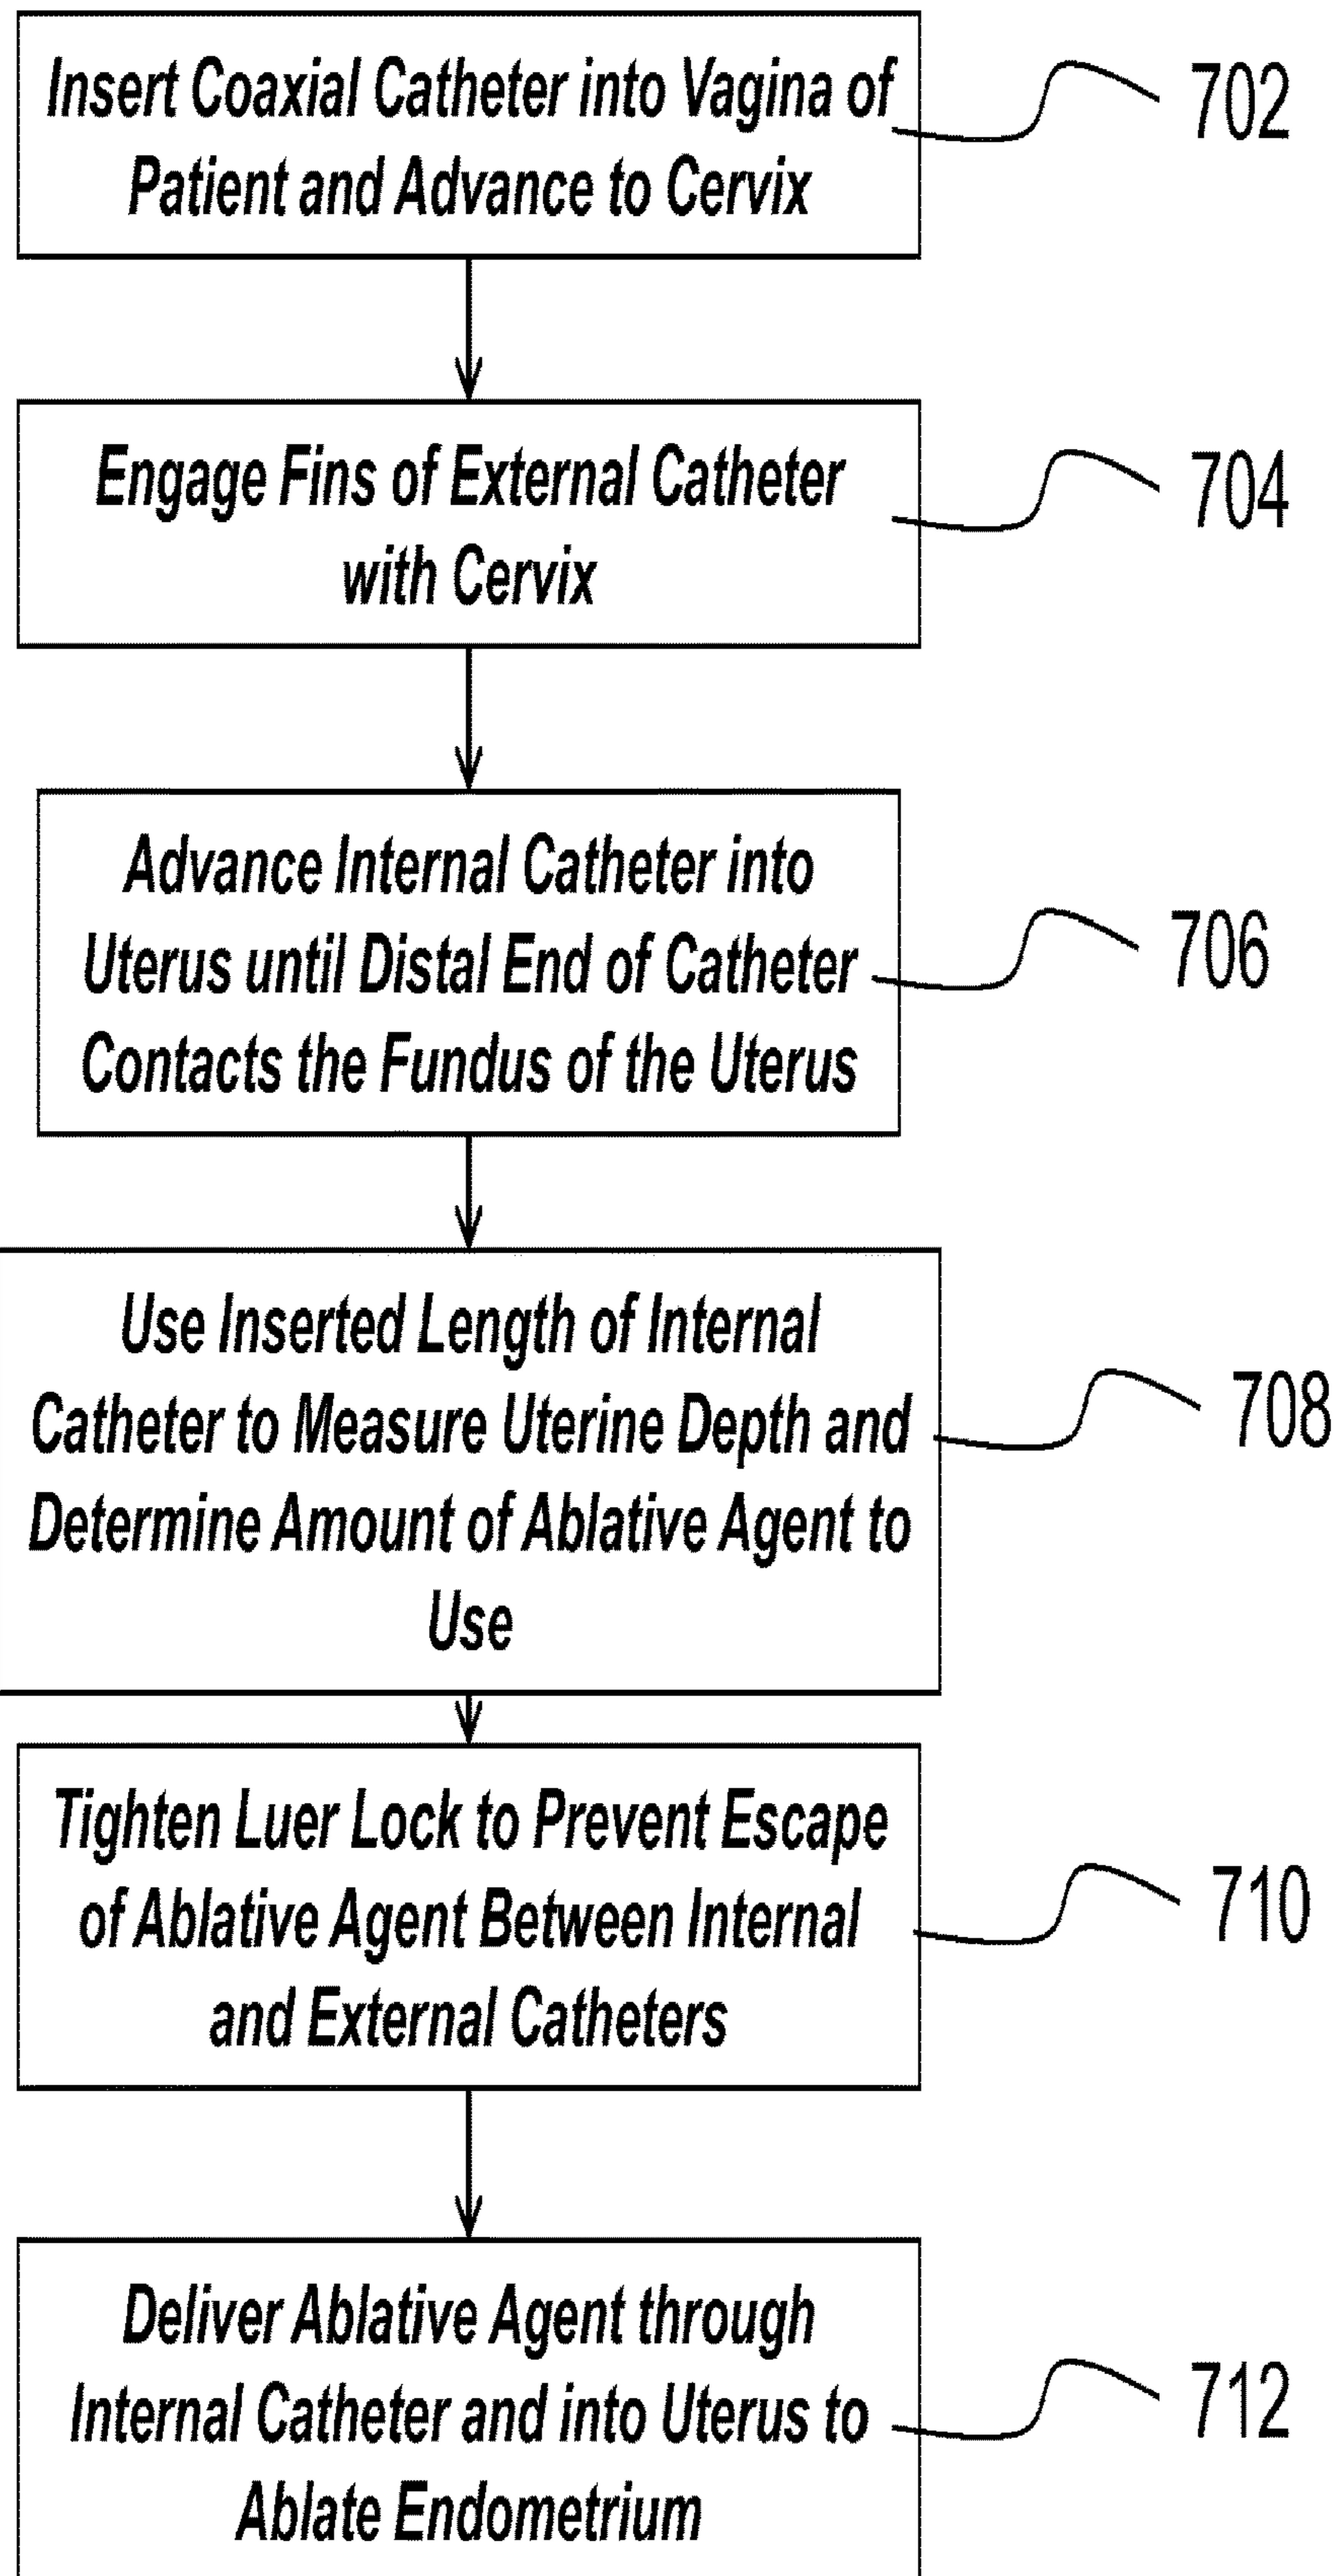 Insert Coaxial Catheter into Vagina of
Patient and Advance to Cervix
702
Engage Fins of External Catheter
with Cervix
704
Advance Internal Catheter into
Uterus until Distal End of Catheter
Contacts the Fundus of the Uterus
706
Use Inserted Length of Internal
Catheter to Measure Uterine Depth and
Determine Amount of Ablative Agent to
Use
708
Tighten Luer Lock to Prevent Escape
of Ablative Agent Between Internal
and External Catheters
710
Deliver Ablative Agent through
Internal Catheter and into Uterus to
Ablate Endometrium
712